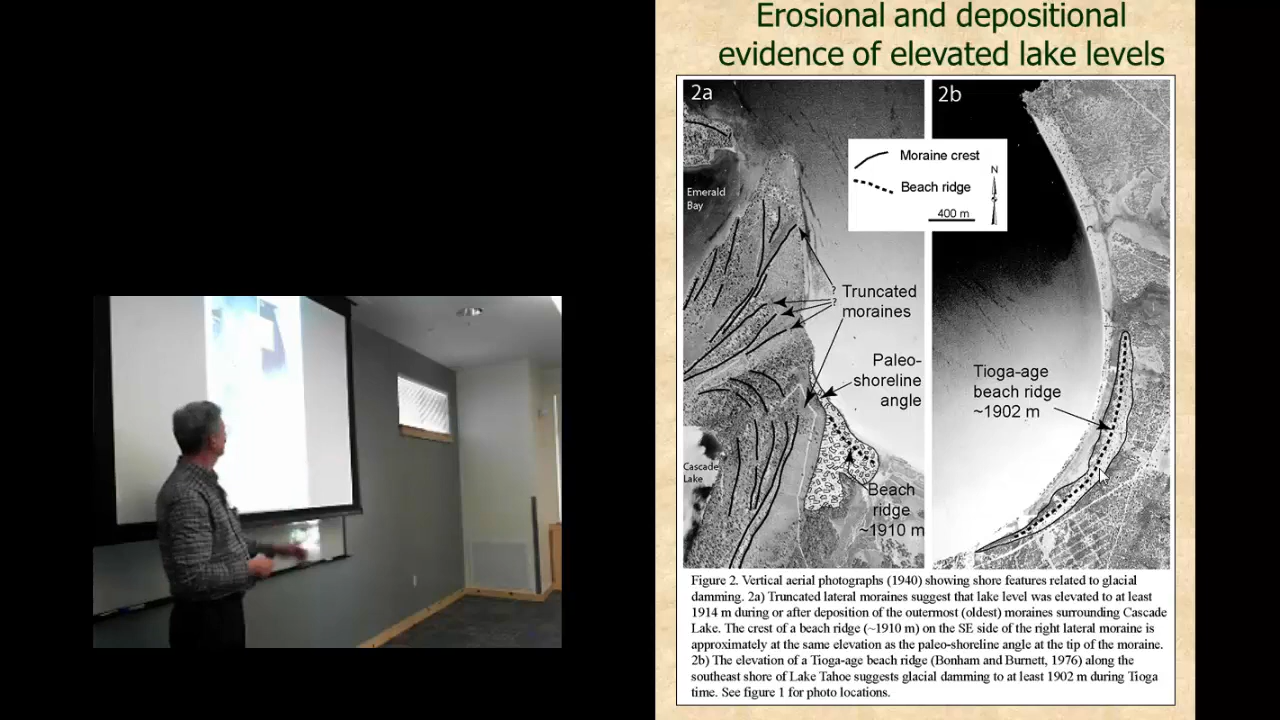 Erosional and depositional
evidence of elevated lake levels
2a
2b
Moraine crest
Beach ridge
N
400 m
Emerald
Bay
?
?
Truncated
moraines
Paleo-
shoreline
angle
Tioga-age
beach ridge
~1902 m
Cascade
Lake
Beach
ridge
~1910 m
Figure 2. Vertical aerial photographs (1940) showing shore features related to glacial
damming. 2a) Truncated lateral moraines suggest that lake level was elevated to at least
1914 m during or after deposition of the outermost (oldest) moraines surrounding Cascade
Lake. The crest of a beach ridge (~1910 m) on the SE side of the right lateral moraine is
approximately at the same elevation as the paleo-shoreline angle at the tip of the moraine.
2b) The elevation of a Tioga-age beach ridge (Bonham and Burnett, 1976) along the
southeast shore of Lake Tahoe suggests glacial damming to at least 1902 m during Tioga
time. See figure 1 for photo locations.